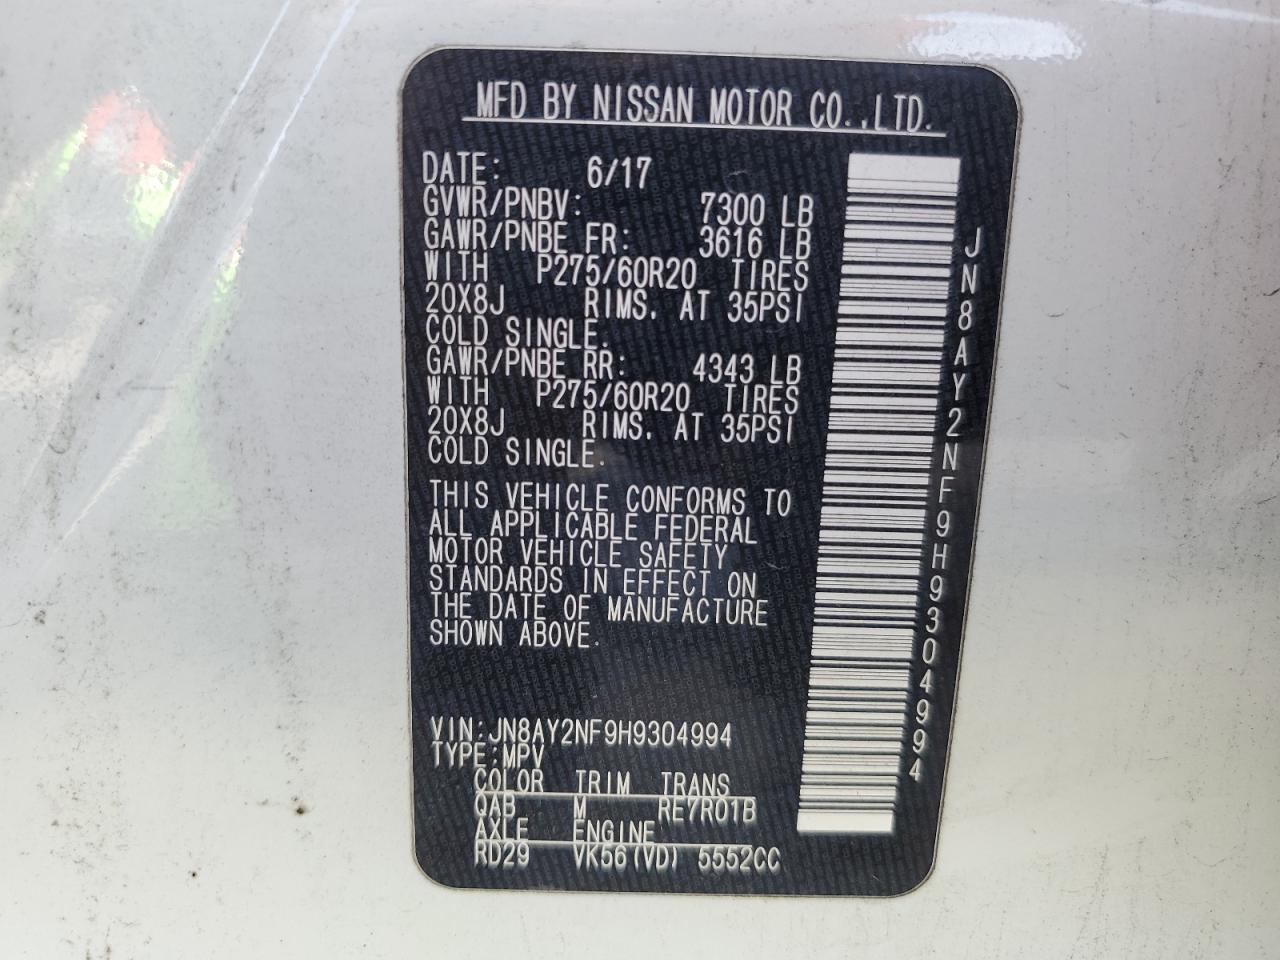 MFD BY NISSAN MOTOR CO.,LTD.
DATE: 6/17
GVWR/PNBV: 7300 LB
GAWR/PNBE FR: 3616 LB
WITH P275/60R20 TIRES
20X8J RIMS. AT 35PSI
COLD SINGLE.
GAWR/PNBE RR: 4343 LB
WITH P275/60R20 TIRES
20X8J RIMS. AT 35PSI
COLD SINGLE.
THIS VEHICLE CONFORMS TO
ALL APPLICABLE FEDERAL
MOTOR VEHICLE SAFETY
STANDARDS IN EFFECT ON
THE DATE OF MANUFACTURE
SHOWN ABOVE.
VIN:JN8AY2NF9H9304994
TYPE:MPV
COLOR TRIM TRANS
QAB M RE7R01B
AXLE ENGINE
RD29 VK56(VD) 5552CC
JN8AY2NF9H9304994